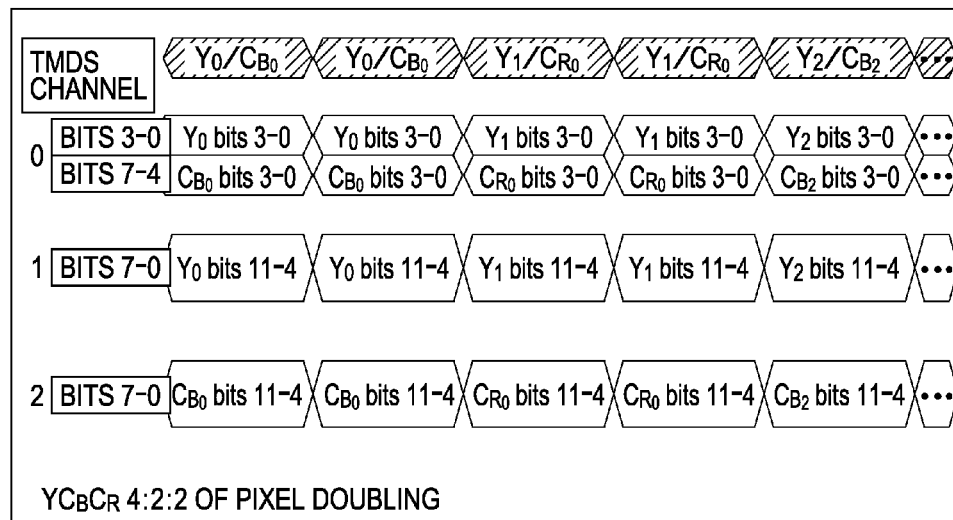 TMDS CHANNEL Y0/CB0 Y0/CB0 Y1/CR0 Y1/CR0 Y2/CB2 •••
0 BITS 3-0 Y0 bits 3-0 Y0 bits 3-0 Y1 bits 3-0 Y1 bits 3-0 Y2 bits 3-0 •••
BITS 7-4 CB0 bits 3-0 CB0 bits 3-0 CR0 bits 3-0 CR0 bits 3-0 CB2 bits 3-0 •••
1 BITS 7-0 Y0 bits 11-4 Y0 bits 11-4 Y1 bits 11-4 Y1 bits 11-4 Y2 bits 11-4 •••
2 BITS 7-0 CB0 bits 11-4 CB0 bits 11-4 CR0 bits 11-4 CR0 bits 11-4 CB2 bits 11-4 •••
YCBCR 4:2:2 OF PIXEL DOUBLING